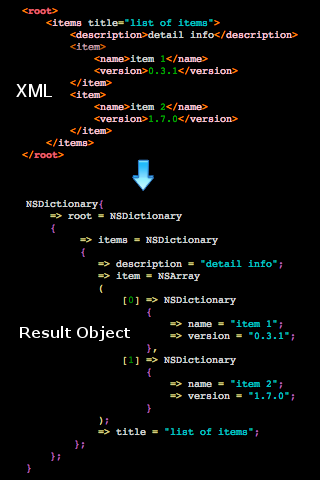 <root>
<items title="list of items">
<description>detail info</description>
<item>
<name>item 1</name>
<version>0.3.1</version>
</item>
<item>
<name>item 2</name>
<version>1.7.0</version>
</item>
</items>
</root>
XML
NSDictionary{
=> root = NSDictionary
{
=> items = NSDictionary
{
=> description = "detail info";
=> item = NSArray
(
[0] => NSDictionary
{
=> name = "item 1";
=> version = "0.3.1";
},
[1] => NSDictionary
{
=> name = "item 2";
=> version = "1.7.0";
}
);
=> title = "list of items";
};
};
}
Result Object